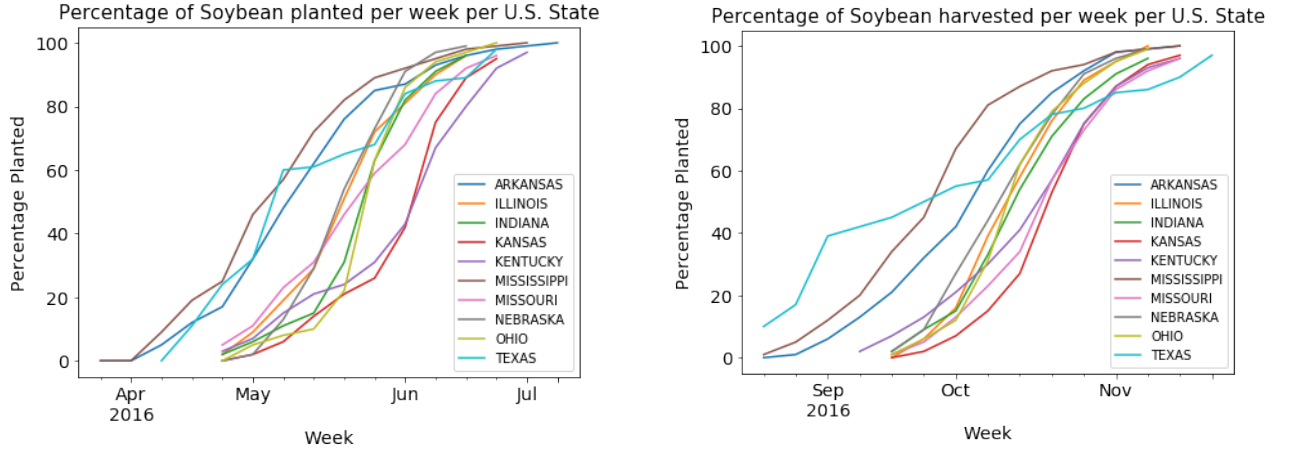 Percentage of Soybean planted per week per U.S. State
Percentage Planted
100
80
60
40
20
0
Apr
2016
May
Jun
Jul
Week
ARKANSAS
ILLINOIS
INDIANA
KANSAS
KENTUCKY
MISSISSIPPI
MISSOURI
NEBRASKA
OHIO
TEXAS
Percentage of Soybean harvested per week per U.S. State
Percentage Planted
100
80
60
40
20
0
Sep
2016
Oct
Nov
Week
ARKANSAS
ILLINOIS
INDIANA
KANSAS
KENTUCKY
MISSISSIPPI
MISSOURI
NEBRASKA
OHIO
TEXAS